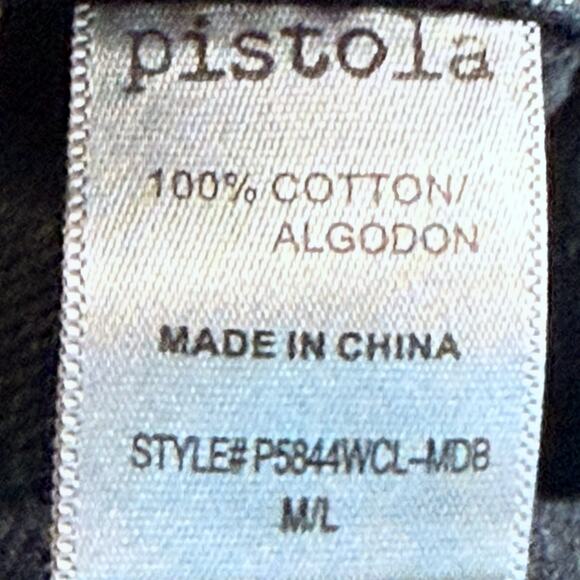 pistola
100% COTTON/
ALGODON
MADE IN CHINA
STYLE# P5844WCL-MDB
M/L